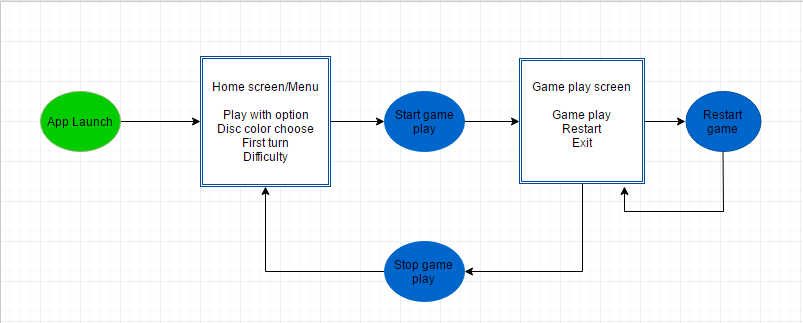 App Launch
Home screen/Menu
Play with option
Disc color choose
First turn
Difficulty
Start game
play
Game play screen
Game play
Restart
Exit
Restart
game
Stop game
play